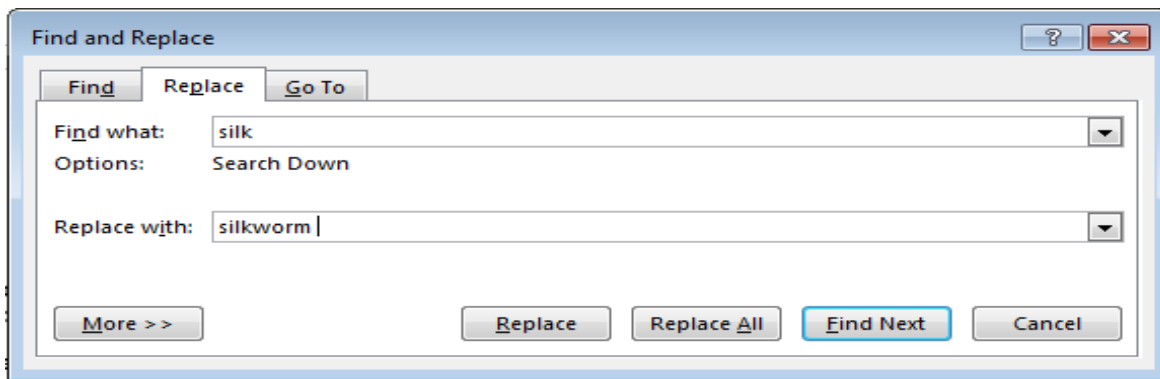 Find and Replace
Find Replace Go To
Find what: silk
Options: Search Down
Replace with: silkworm
More >> Replace Replace All Find Next Cancel